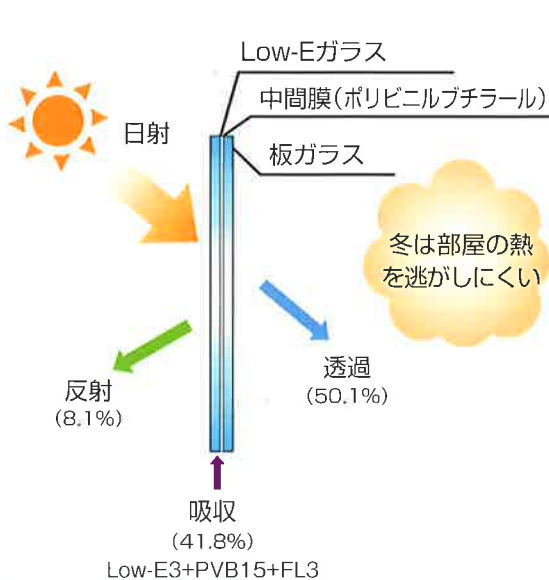 Low-Eガラス
中間膜(ポリビニルブチラール)
日射
板ガラス
冬は部屋の熱
を逃がしにくい
反射
(8.1%)
透過
(50.1%)
吸収
(41.8%)
Low-E3+PVB15+FL3